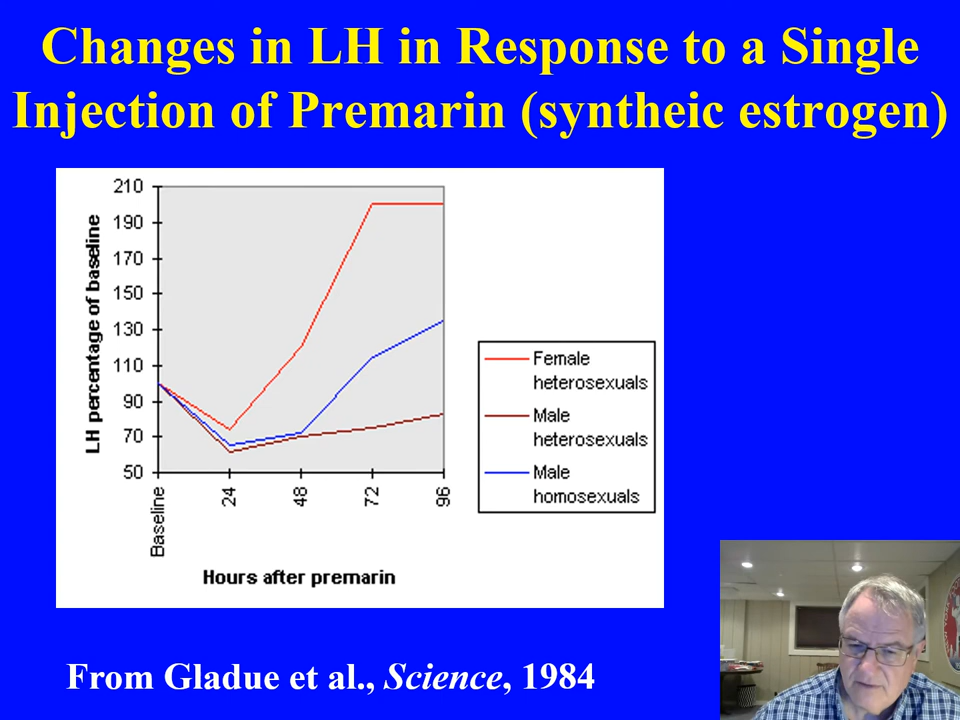 Changes in LH in Response to a Single
Injection of Premarin (syntheic estrogen)
210
190
170
150
130
110
90
70
50
LH percentage of baseline
Baseline
24
48
72
96
Hours after premarin
Female
heterosexuals
Male
heterosexuals
Male
homosexuals
From Gladue et al., Science, 1984